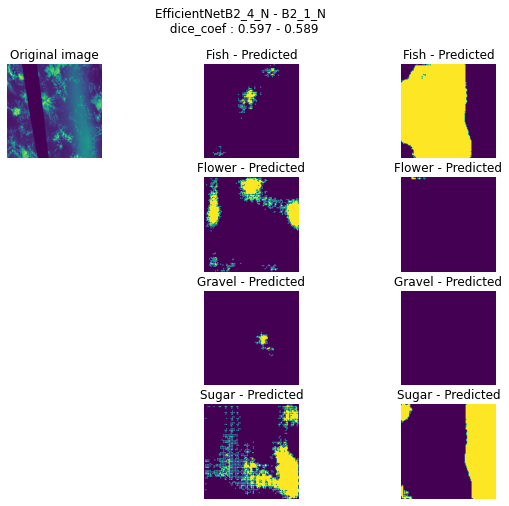 EfficientNetB2_4_N - B2_1_N
dice_coef : 0.597 - 0.589
Original image
Fish - Predicted
Fish - Predicted
Flower - Predicted
Flower - Predicted
Gravel - Predicted
Gravel - Predicted
Sugar - Predicted
Sugar - Predicted